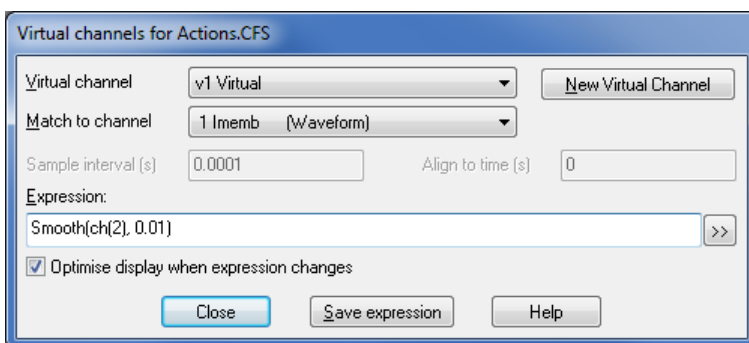 Virtual channels for Actions.CFS
Virtual channel v1 Virtual New Virtual Channel
Match to channel 1 Imemb (Waveform)
Sample interval (s) 0.0001 Align to time (s) 0
Expression:
Smooth(ch(2), 0.01) >>
Optimise display when expression changes
Close Save expression Help